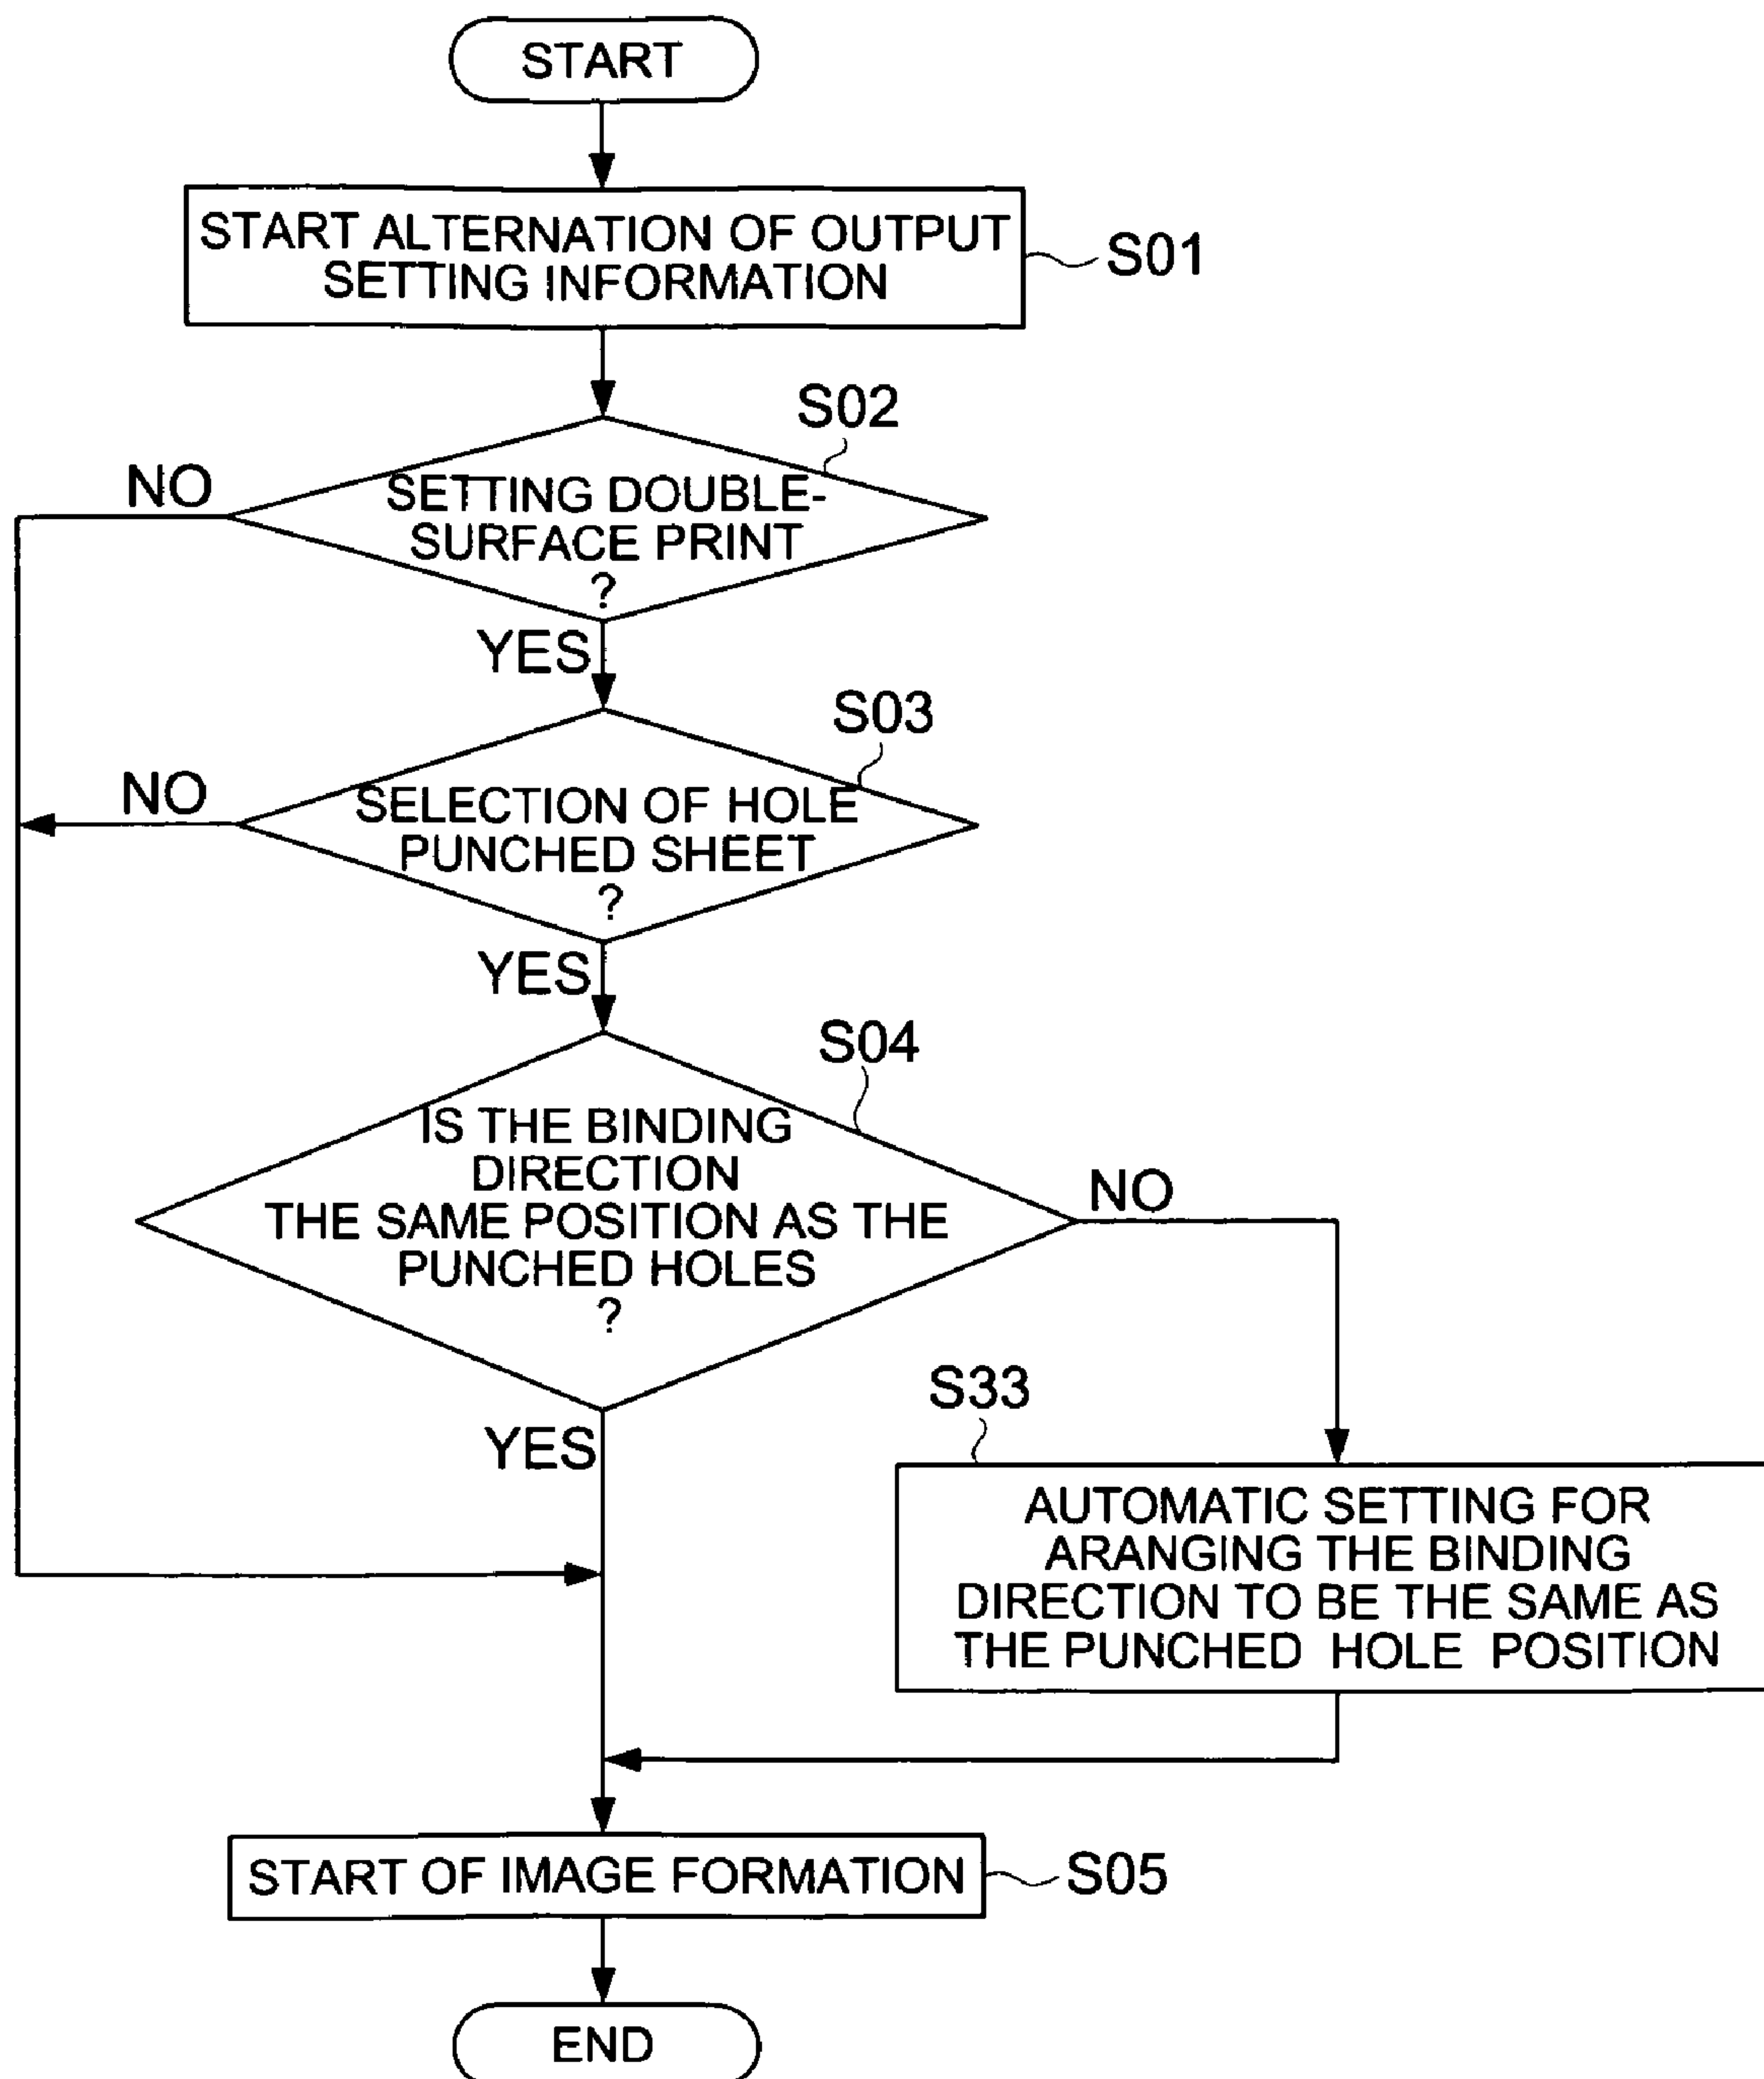 START
START ALTERNATION OF OUTPUT
SETTING INFORMATION
S01
S02
NO
SETTING DOUBLE-
SURFACE PRINT
?
YES
S03
NO
SELECTION OF HOLE
PUNCHED SHEET
?
YES
S04
IS THE BINDING
DIRECTION
THE SAME POSITION AS THE
PUNCHED HOLES
?
NO
YES
S33
AUTOMATIC SETTING FOR
ARANGING THE BINDING
DIRECTION TO BE THE SAME AS
THE PUNCHED HOLE POSITION
START OF IMAGE FORMATION
S05
END